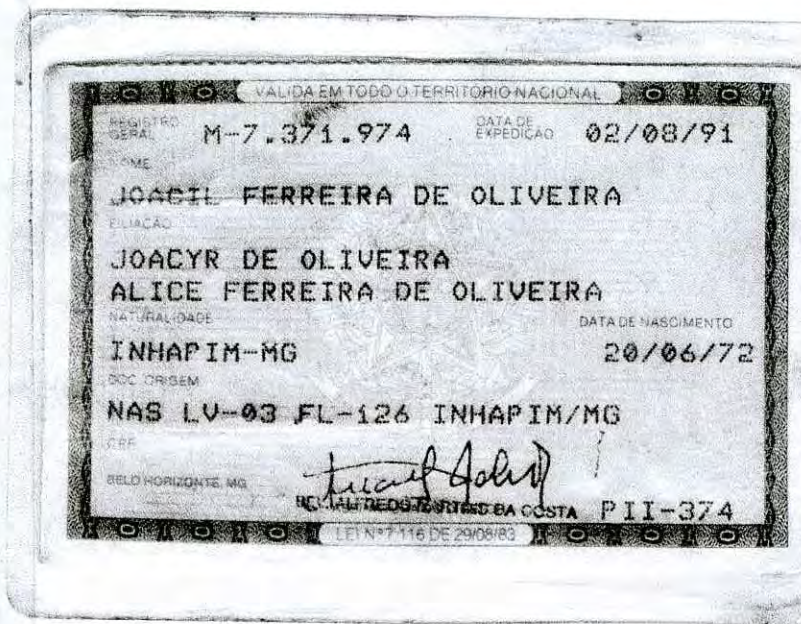 VALIDA EM TODO O TERRITORIO NACIONAL
REGISTRO GERAL M-7.371.974 DATA DE EXPEDIÇÃO 02/08/91
NOME
JOACIL FERREIRA DE OLIVEIRA
FILIAÇÃO
JOACYR DE OLIVEIRA
ALICE FERREIRA DE OLIVEIRA
NATURALIDADE DATA DE NASCIMENTO
INHAPIM-MG 20/06/72
DOC ORIGEM
NAS LV-03 FL-126 INHAPIM/MG
CPF
BELO HORIZONTE, MG
DA COSTA PII-374
LEI Nº 7.116 DE 29/08/83